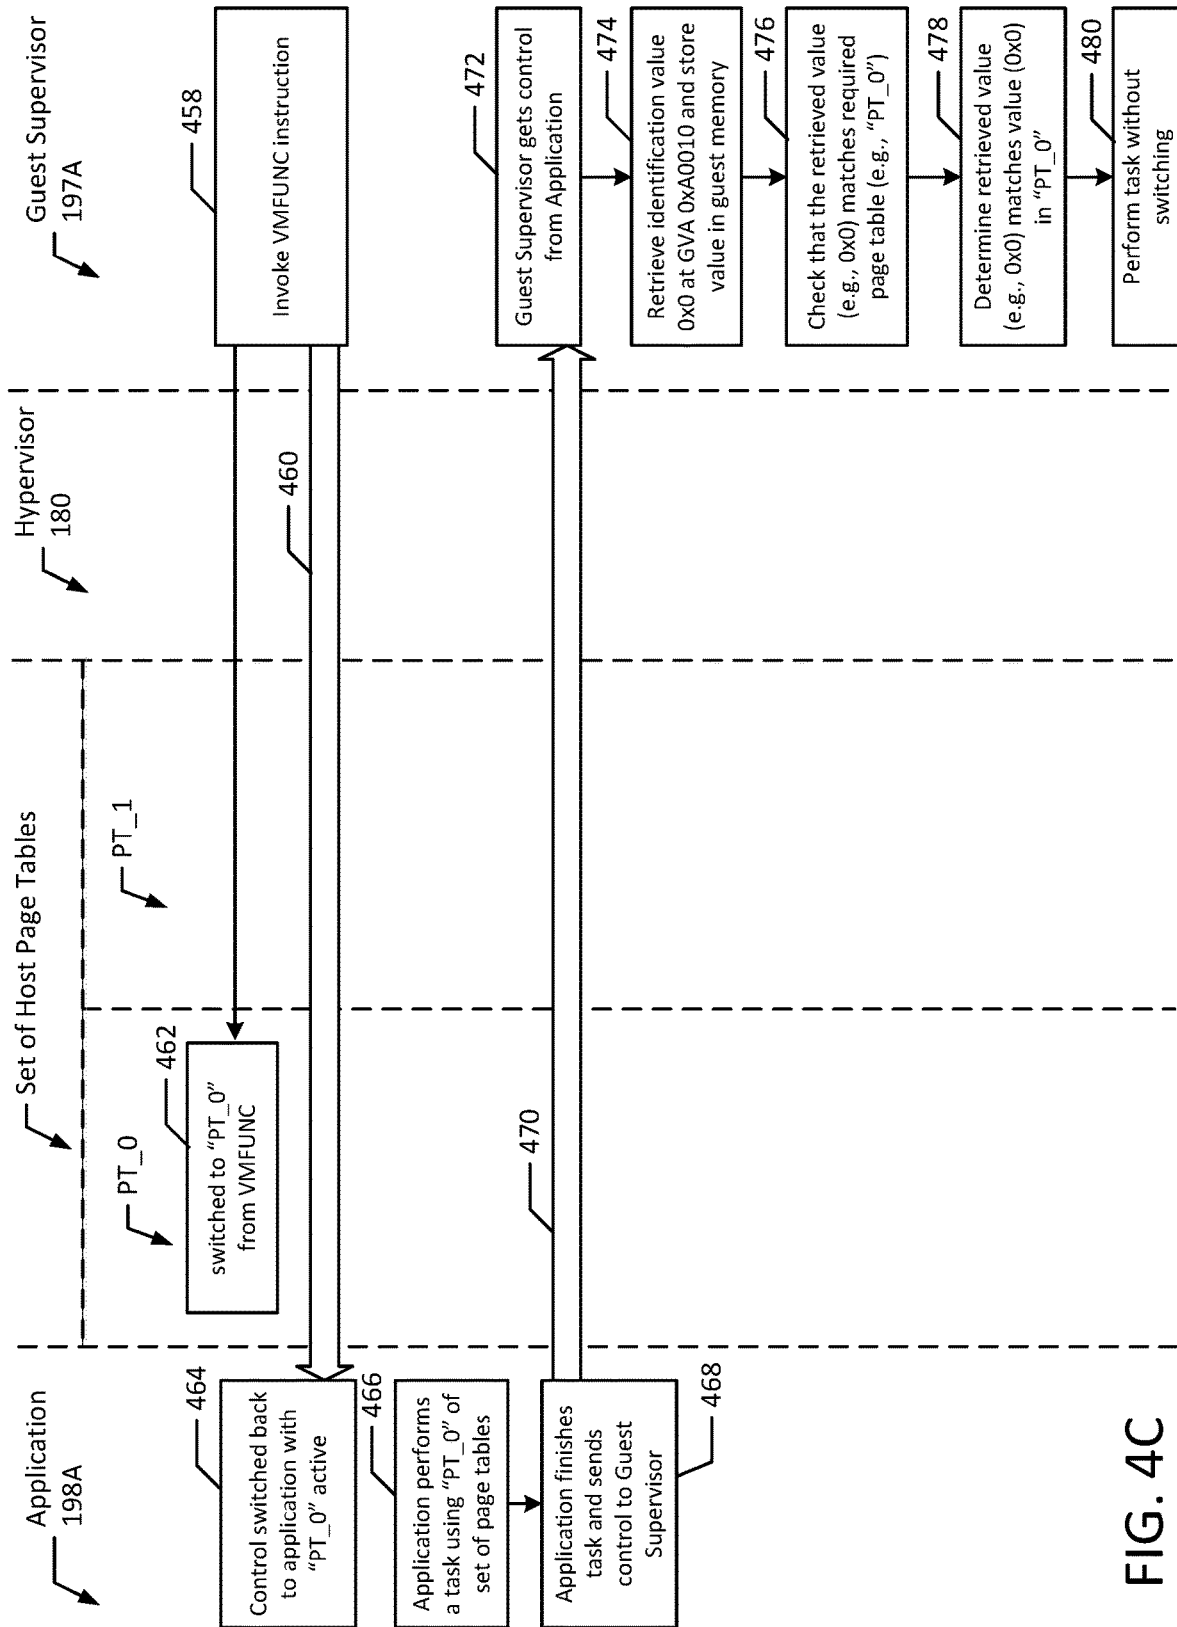 Application
198A
Set of Host Page Tables
PT_0
PT_1
Hypervisor
180
Guest Supervisor
197A
458
Invoke VMFUNC instruction
460
462
switched to “PT_0”
from VMFUNC
464
Control switched back
to application with
“PT_0” active
466
Application performs
a task using “PT_0” of
set of page tables
Application finishes
task and sends
control to Guest
Supervisor
468
470
472
Guest Supervisor gets control
from Application
474
Retrieve identification value
0x0 at GVA 0xA0010 and store
value in guest memory
476
Check that the retrieved value
(e.g., 0x0) matches required
page table (e.g., “PT_0”)
478
Determine retrieved value
(e.g., 0x0) matches value (0x0)
in “PT_0”
480
Perform task without
switching
FIG. 4C